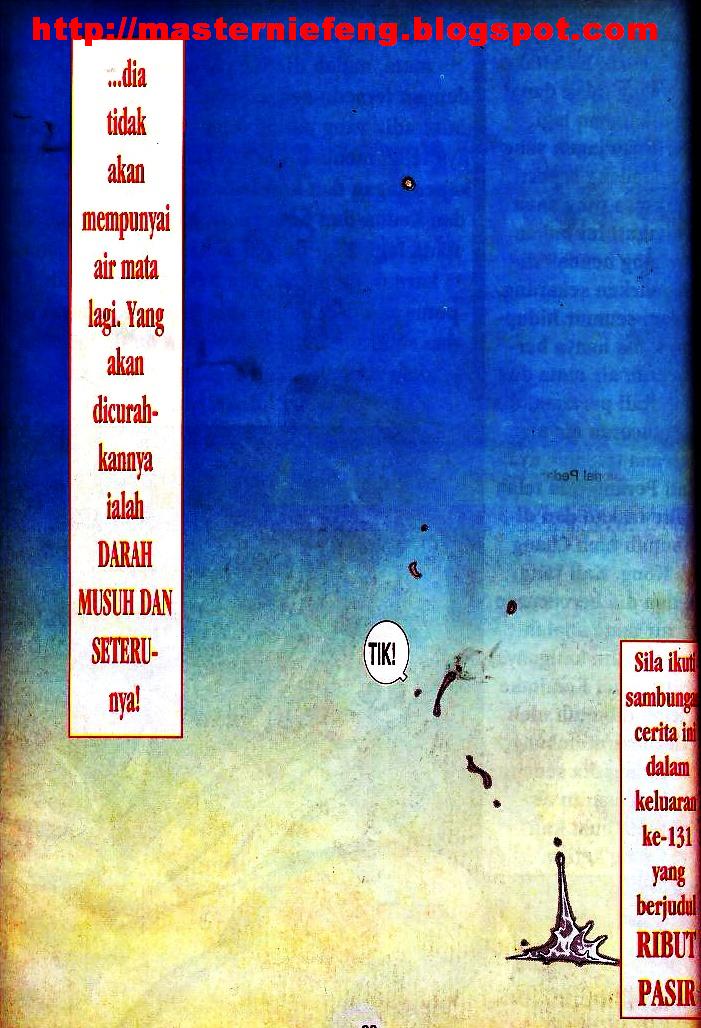 http://masterniefeng.blogspot.com
...dia
tidak
akan
mempunyai
air mata
lagi. Yang
akan
dicurah-
kannya
ialah
DARAH
MUSUH DAN
SETERU-
nya!
TIK!
Sila ikuti
sambunga
cerita ini
dalam
keluaran
ke-131
yang
berjudul
RIBUT
PASIR